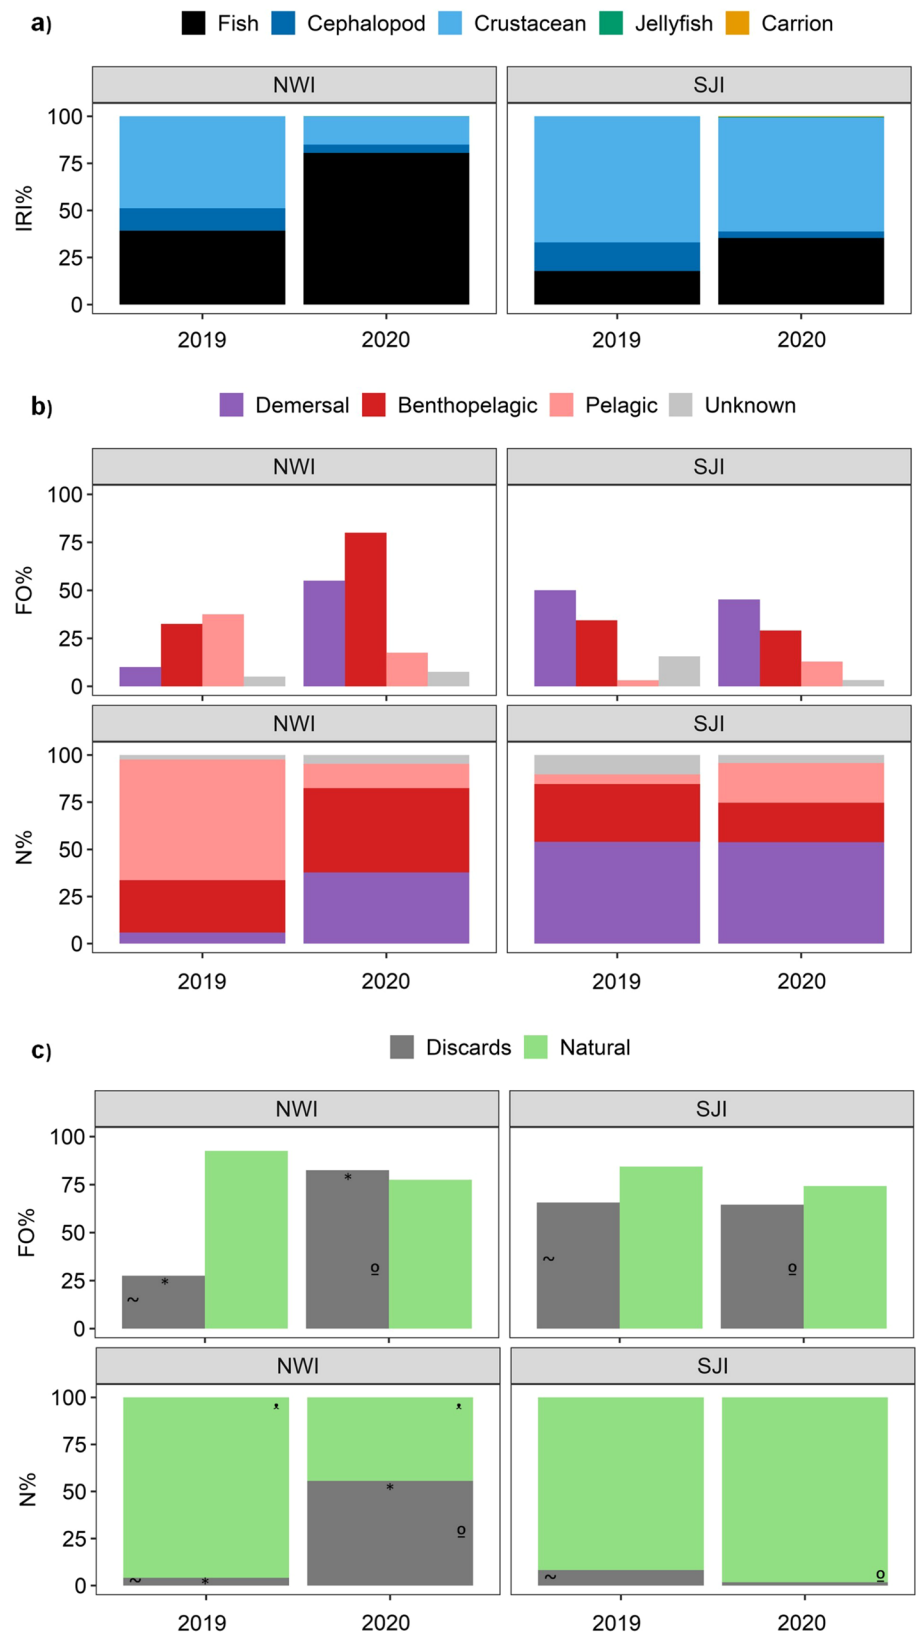 a)
Fish Cephalopod Crustacean Jellyfish Carrion
NWI SJI
100
75
50
25
0
IRI%
2019 2020 2019 2020
b)
Demersal Benthopelagic Pelagic Unknown
NWI SJI
100
75
50
25
0
FO%
NWI SJI
100
75
50
25
0
N%
2019 2020 2019 2020
c)
Discards Natural
NWI SJI
100
75
50
25
0
FO%
* 
~ º ~ º
NWI SJI
100
75
50
25
0
N%
*
º
~ * ~ º
2019 2020 2019 2020